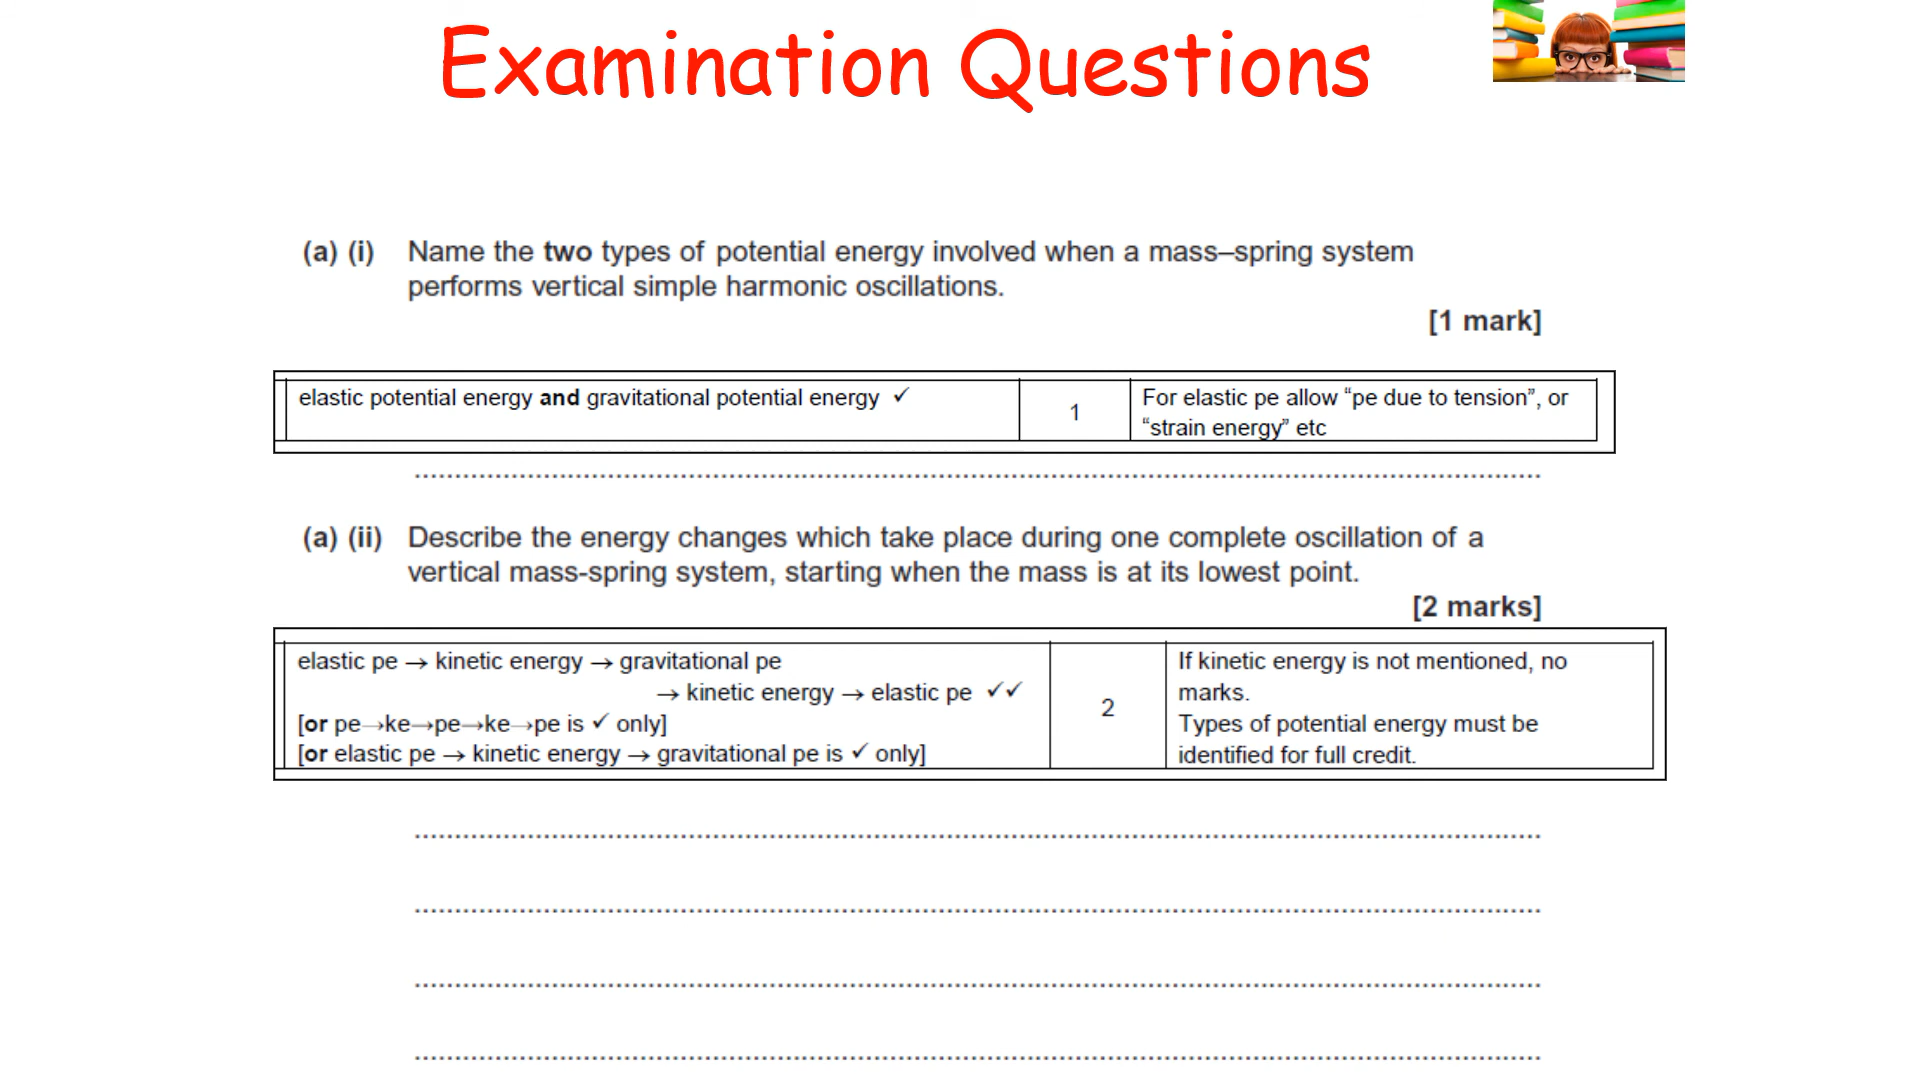 Examination Questions
(a) (i) Name the two types of potential energy involved when a mass–spring system
performs vertical simple harmonic oscillations.
[1 mark]
elastic potential energy and gravitational potential energy ✓
1
For elastic pe allow “pe due to tension”, or
“strain energy” etc
(a) (ii) Describe the energy changes which take place during one complete oscillation of a
vertical mass-spring system, starting when the mass is at its lowest point.
[2 marks]
elastic pe → kinetic energy → gravitational pe
→ kinetic energy → elastic pe ✓✓
[or pe→ke→pe→ke→pe is ✓ only]
[or elastic pe → kinetic energy → gravitational pe is ✓ only]
2
If kinetic energy is not mentioned, no
marks.
Types of potential energy must be
identified for full credit.